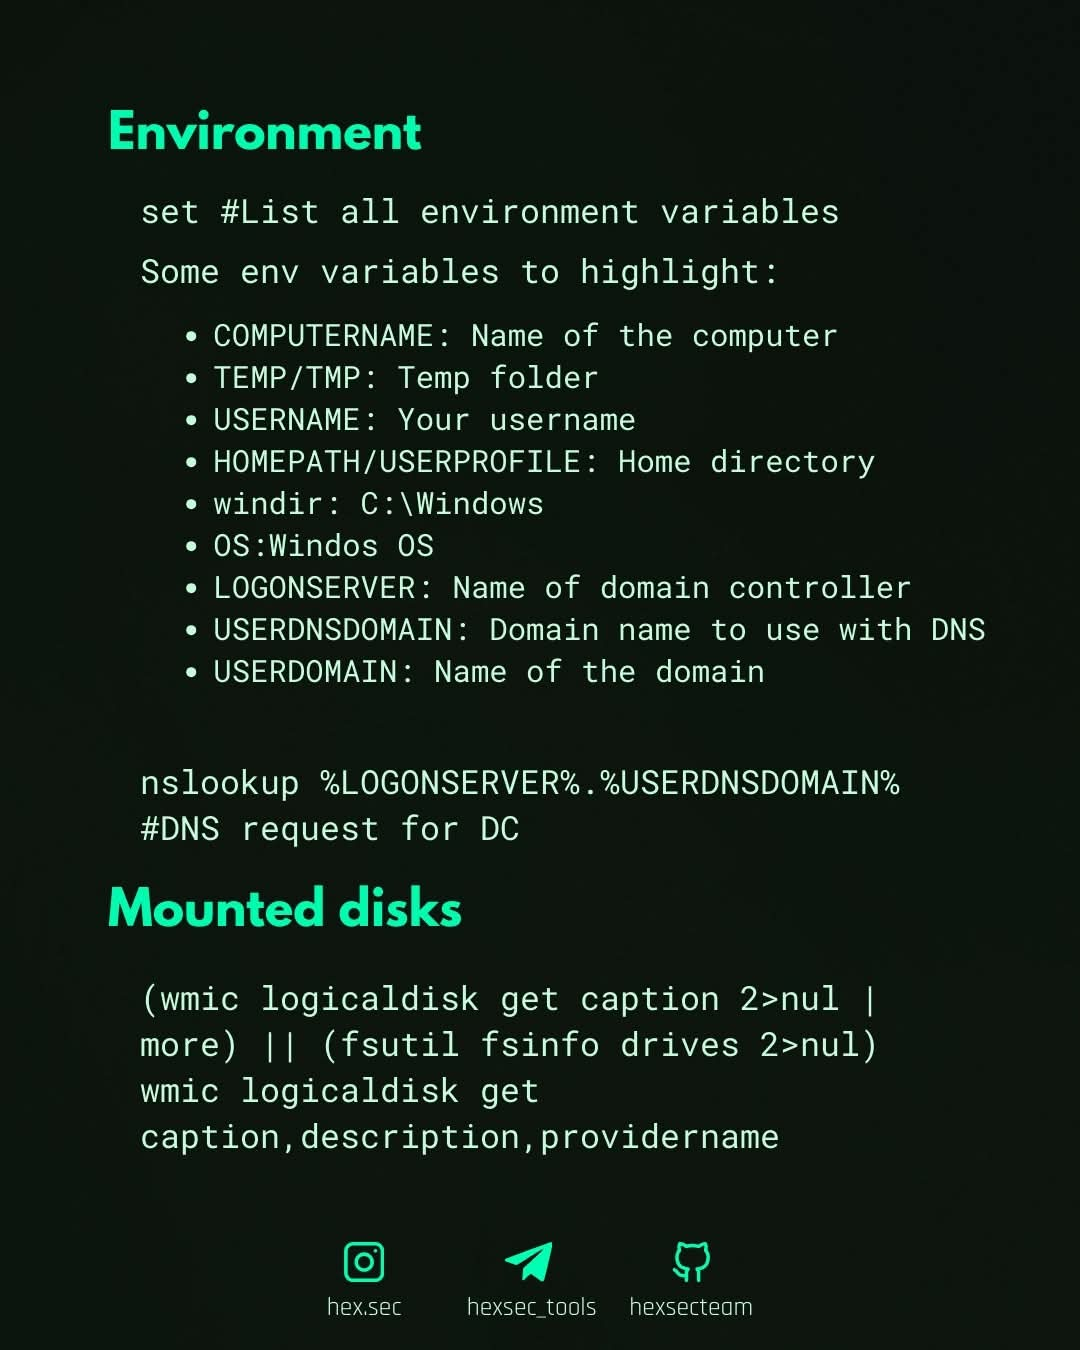 Environment
set #List all environment variables
Some env variables to highlight:
• COMPUTERNAME: Name of the computer
• TEMP/TMP: Temp folder
• USERNAME: Your username
• HOMEPATH/USERPROFILE: Home directory
• windir: C:\Windows
• OS:Windos OS
• LOGONSERVER: Name of domain controller
• USERDNSDOMAIN: Domain name to use with DNS
• USERDOMAIN: Name of the domain
nslookup %LOGONSERVER%.%USERDNSDOMAIN%
#DNS request for DC
Mounted disks
(wmic logicaldisk get caption 2>nul |
more) || (fsutil fsinfo drives 2>nul)
wmic logicaldisk get
caption,description,providername
hex.sec hexsec_tools hexsecteam